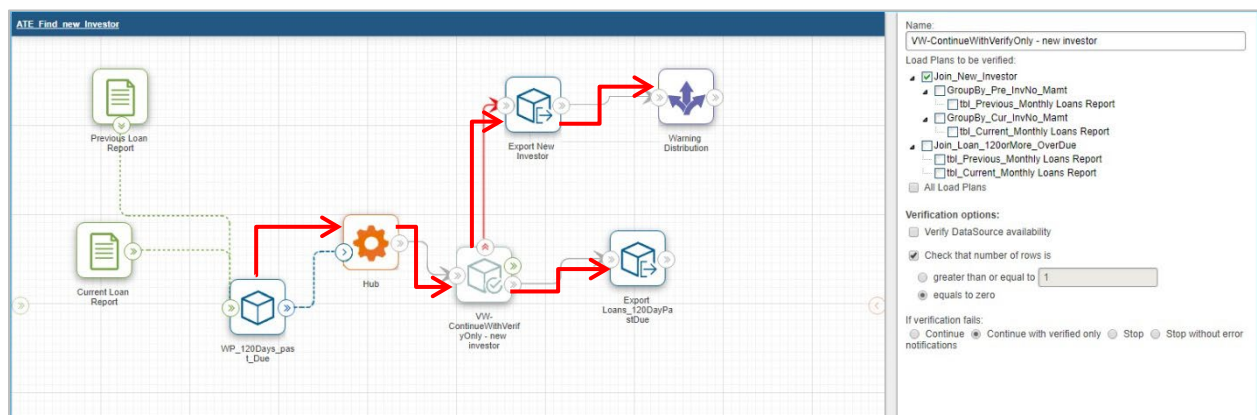 ATE_Find_new_Investor
Previous Loan
Report
Current Loan
Report
WP_120Days_pas
t_Due
Hub
VW-
ContinueWithVerif
yOnly - new
investor
Export New
Investor
Warning
Distribution
Export
Loans_120DayPa
stDue
Name:
VW-ContinueWithVerifyOnly - new investor
Load Plans to be verified:
Join_New_Investor
GroupBy_Pre_InvNo_Mamt
tbl_Previous_Monthly Loans Report
GroupBy_Cur_InvNo_Mamt
tbl_Current_Monthly Loans Report
Join_Loan_120orMore_OverDue
tbl_Previous_Monthly Loans Report
tbl_Current_Monthly Loans Report
All Load Plans
Verification options:
Verify DataSource availability
Check that number of rows is
greater than or equal to 1
equals to zero
If verification fails:
Continue Continue with verified only Stop Stop without error
notifications